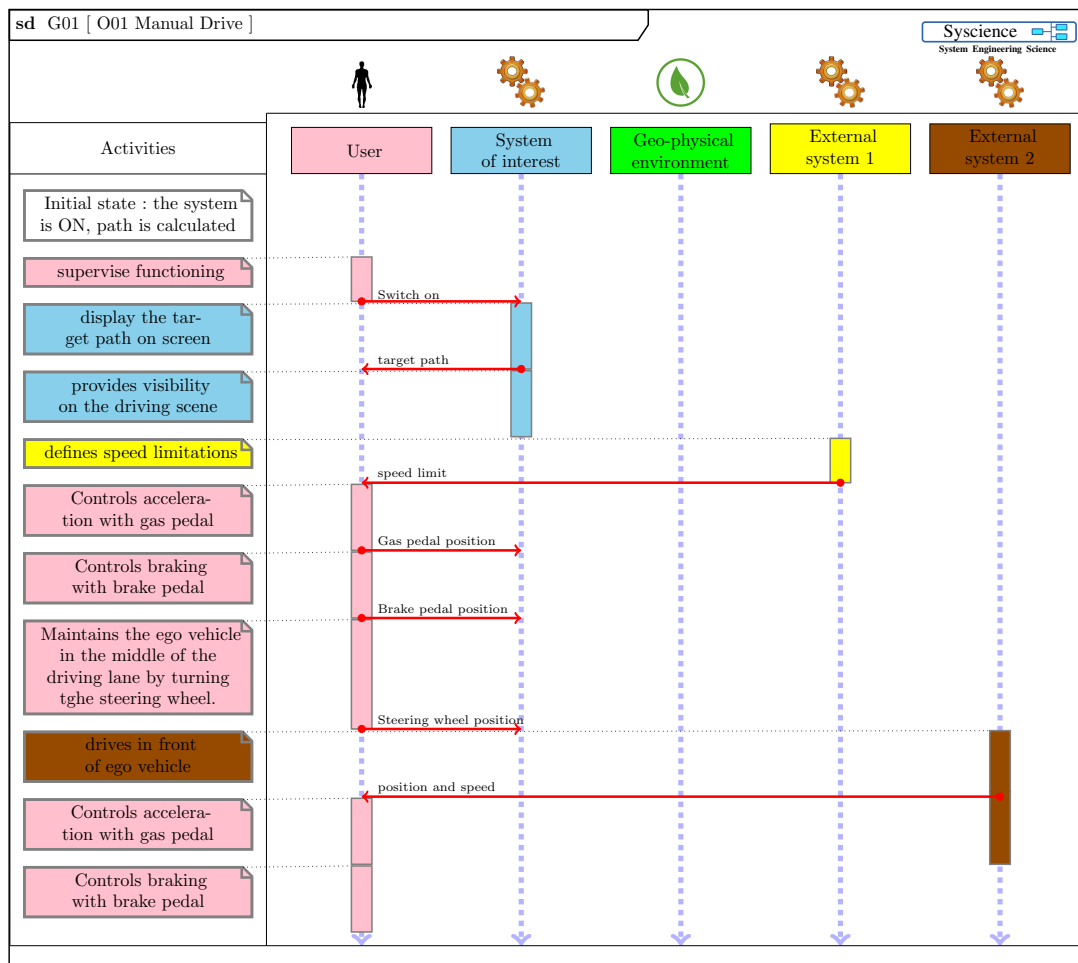 sd G01 [ O01 Manual Drive ]
Syscience
System Engineering Science
Activities
User
System
of interest
Geo-physical
environment
External
system 1
External
system 2
Initial state : the system
is ON, path is calculated
supervise functioning
Switch on
display the tar-
get path on screen
target path
provides visibility
on the driving scene
defines speed limitations
speed limit
Controls accelera-
tion with gas pedal
Gas pedal position
Controls braking
with brake pedal
Brake pedal position
Maintains the ego vehicle
in the middle of the
driving lane by turning
tghe steering wheel.
Steering wheel position
drives in front
of ego vehicle
position and speed
Controls accelera-
tion with gas pedal
Controls braking
with brake pedal